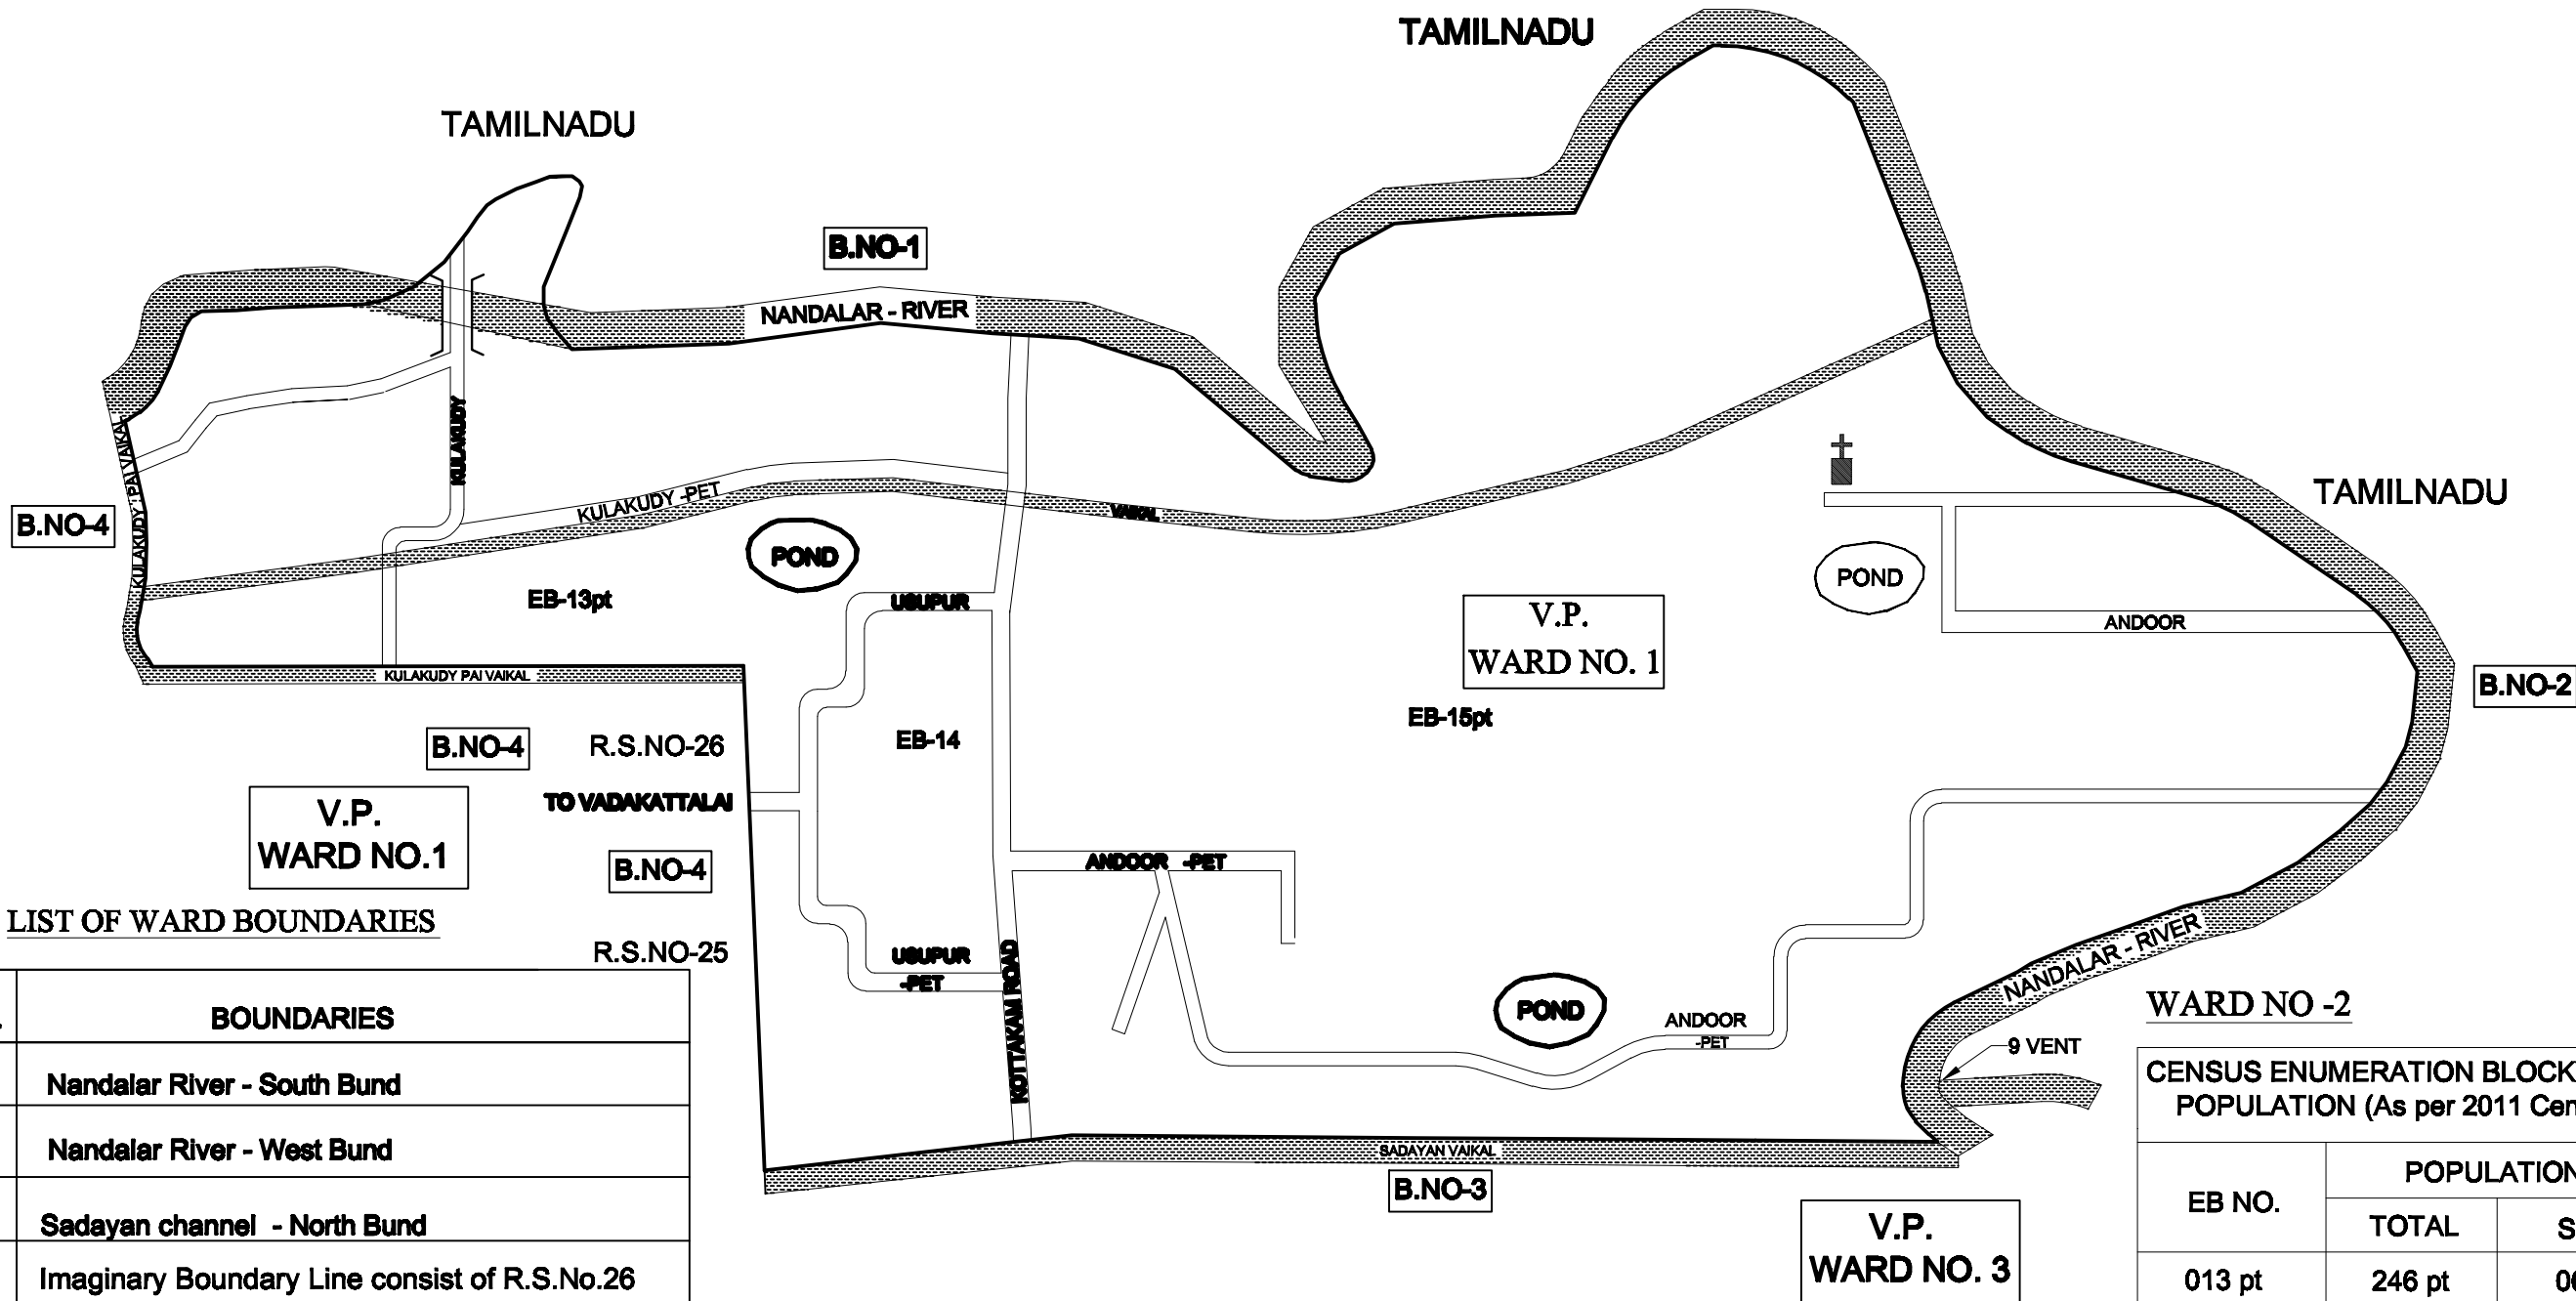 TAMILNADU
TAMILNADU
B.NO-1
NANDALAR - RIVER
KULAKUDY PAI VAIKAL
KULAKUDY
KULAKUDY -PET
VAIKAL
TAMILNADU
B.NO-4
POND
POND
EB-13pt
USUPUR
V.P.
WARD NO. 1
ANDOOR
KULAKUDY PAI VAIKAL
B.NO-2
EB-15pt
B.NO-4
R.S.NO-26
EB-14
TO VADAKATTALAI
V.P.
WARD NO.1
B.NO-4
ANDOOR -PET
LIST OF WARD BOUNDARIES
R.S.NO-25
USUPUR
-PET
KOTTAKAM ROAD
NANDALAR - RIVER
POND
ANDOOR
-PET
WARD NO -2
9 VENT
BOUNDARIES
Nandalar River - South Bund
Nandalar River - West Bund
Sadayan channel - North Bund
Imaginary Boundary Line consist of R.S.No.26
SADAYAN VAIKAL
B.NO-3
V.P.
WARD NO. 3
CENSUS ENUMERATION BLOCK
POPULATION (As per 2011 Cen
EB NO.
POPULATION
TOTAL
S
013 pt
246 pt